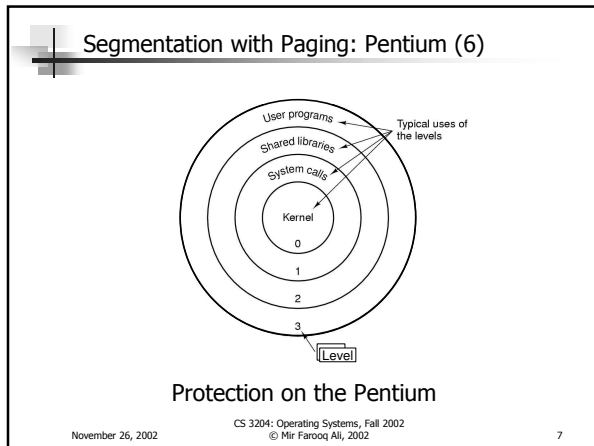 Segmentation with Paging: Pentium (6)
User programs
Shared libraries
System calls
Kernel
0
1
2
3
Typical uses of
the levels
Level
Protection on the Pentium
November 26, 2002
CS 3204: Operating Systems, Fall 2002
© Mir Farooq Ali, 2002
7